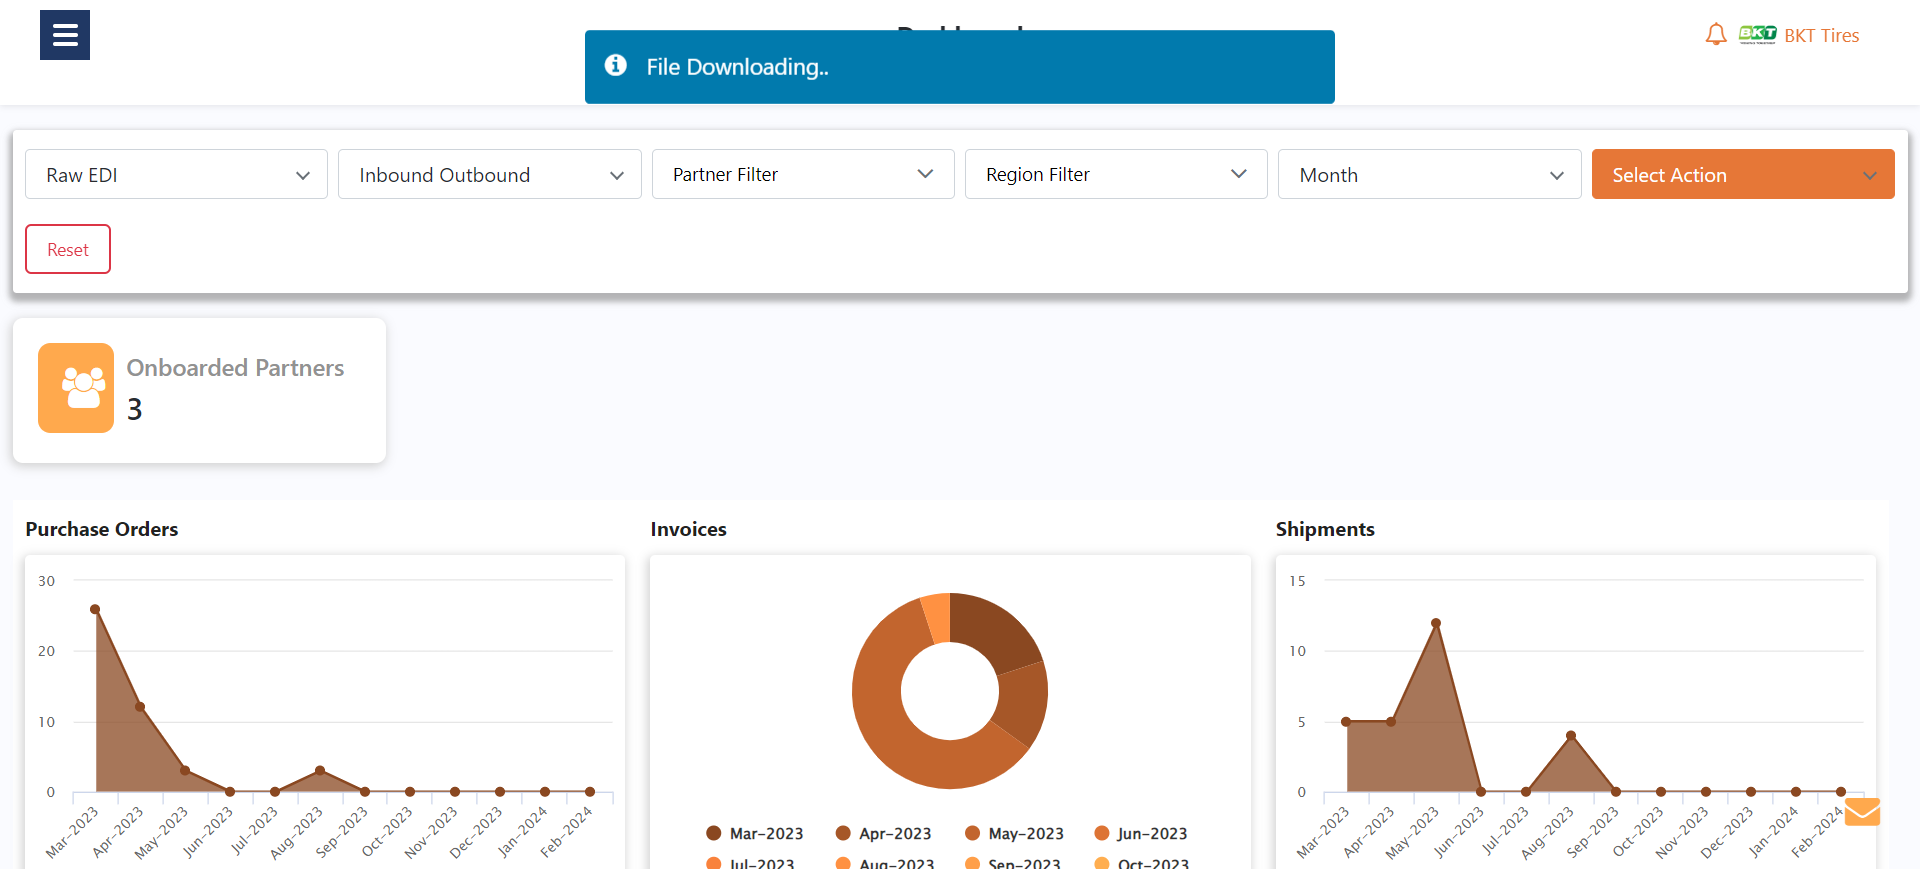 File Downloading..
BKT
BKT Tires
Raw EDI
Inbound Outbound
Partner Filter
Region Filter
Month
Select Action
Reset
Onboarded Partners
3
Purchase Orders
30
20
10
0
Mar-2023
Apr-2023
May-2023
Jun-2023
Jul-2023
Aug-2023
Sep-2023
Oct-2023
Nov-2023
Dec-2023
Jan-2024
Feb-2024
Invoices
Mar-2023
Apr-2023
May-2023
Jun-2023
Jul-2023
Aug-2023
Sep-2023
Oct-2023
Shipments
15
10
5
0
Mar-2023
Apr-2023
May-2023
Jun-2023
Jul-2023
Aug-2023
Sep-2023
Oct-2023
Nov-2023
Dec-2023
Jan-2024
Feb-2024